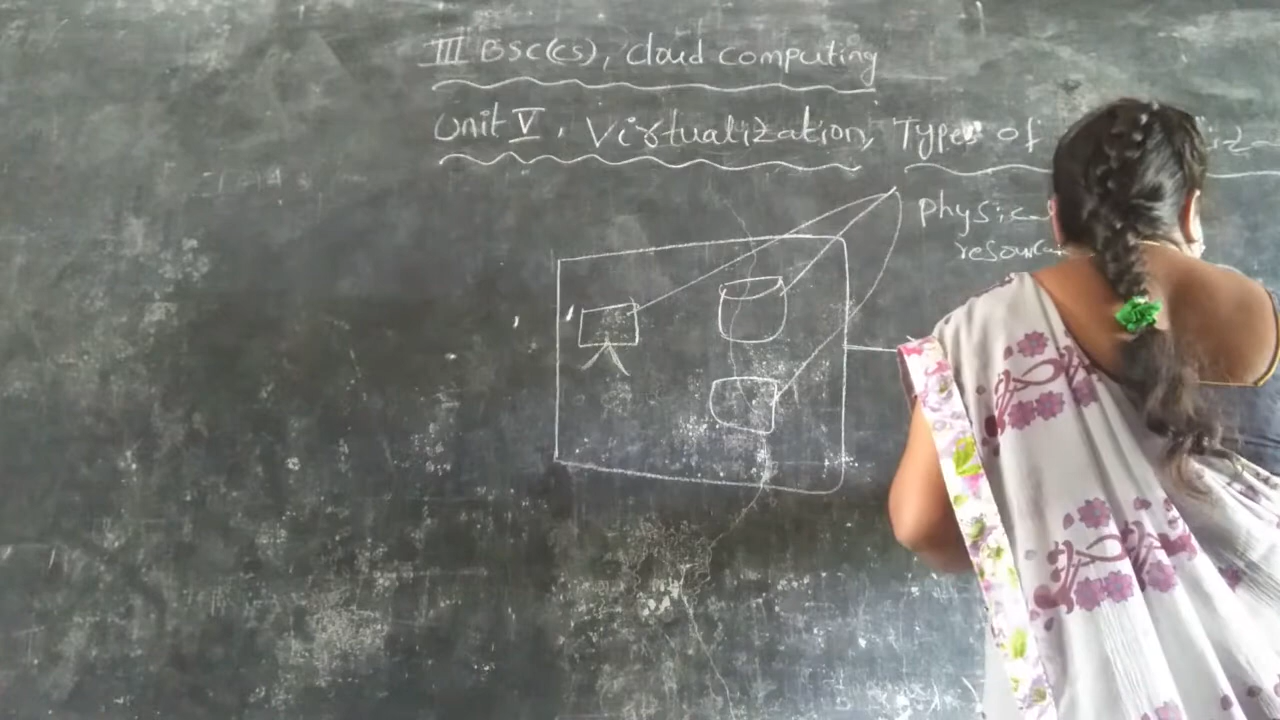 III BSC(CS), cloud computing
Unit V, Virtualization, Types of
Physic
resourc